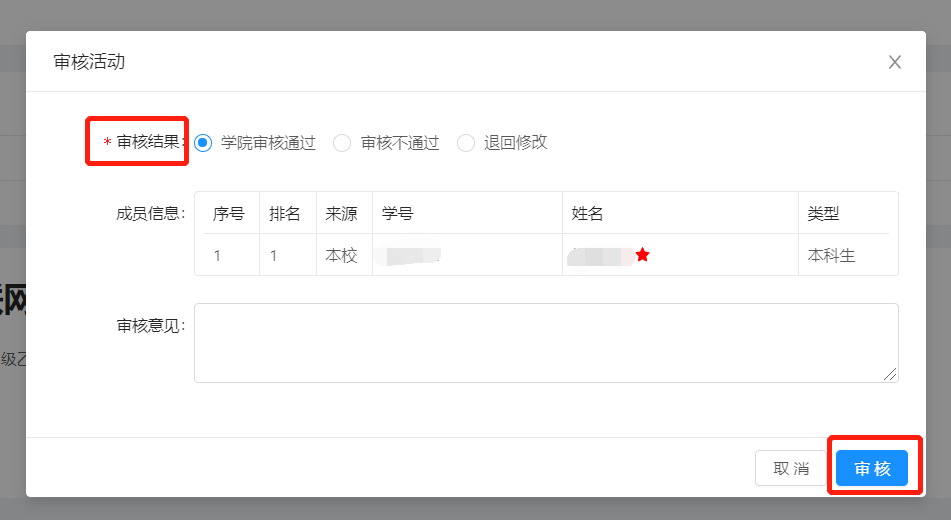 审核活动
* 审核结果: 学院审核通过 审核不通过 退回修改
成员信息: 序号 排名 来源 学号 姓名 类型
1 1 本校 本科生
审核意见:
级乙
取 消 审 核